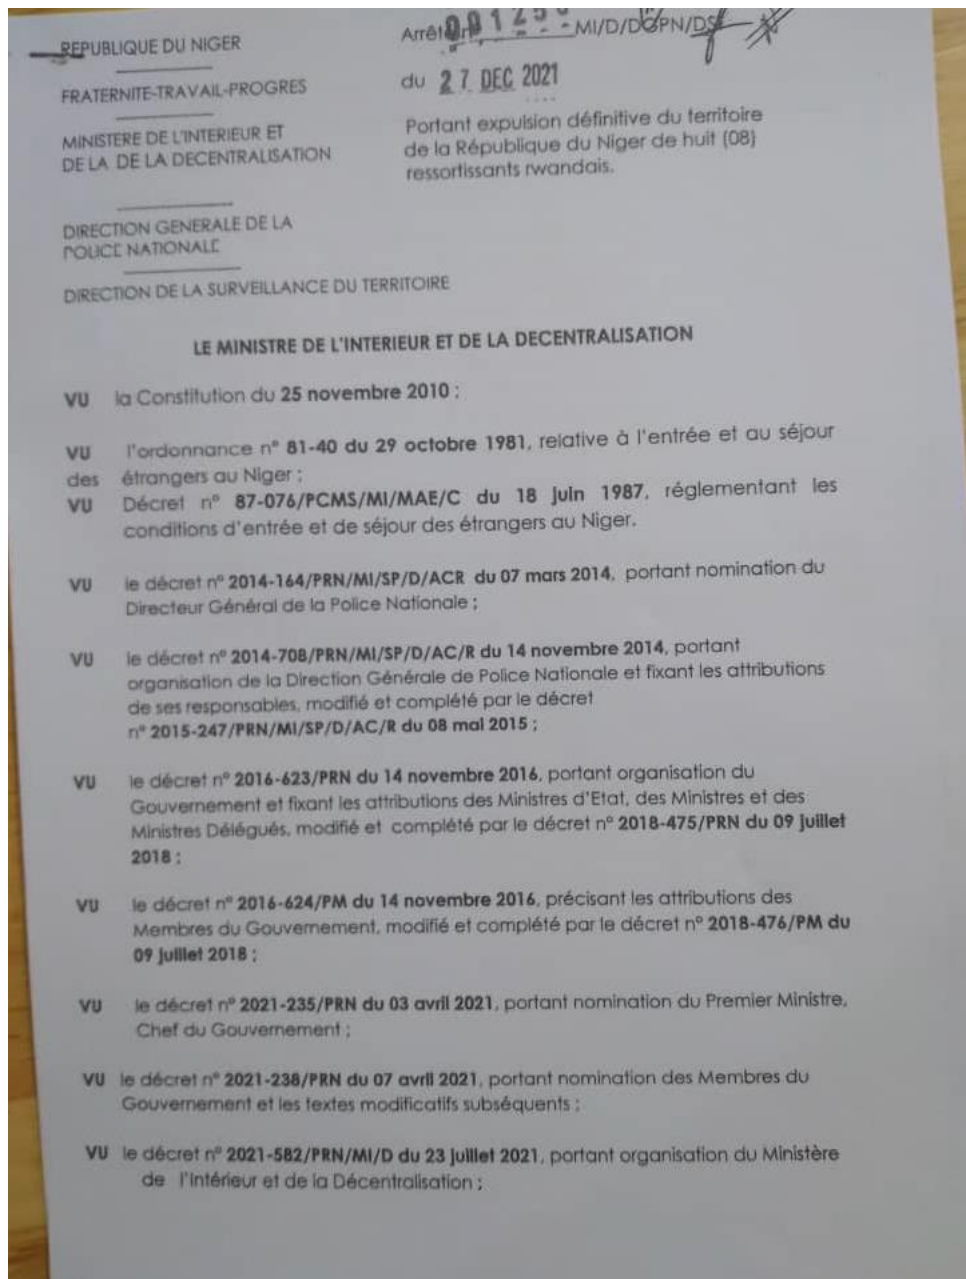 REPUBLIQUE DU NIGER
FRATERNITE-TRAVAIL-PROGRES
MINISTERE DE L'INTERIEUR ET
DE LA DE LA DECENTRALISATION
DIRECTION GENERALE DE LA
POLICE NATIONALE
DIRECTION DE LA SURVEILLANCE DU TERRITOIRE
Arrêté n° MI/D/DGPN/DST
du 27 DEC 2021
Portant expulsion définitive du territoire
de la République du Niger de huit (08)
ressortissants rwandais.
LE MINISTRE DE L'INTERIEUR ET DE LA DECENTRALISATION
VU la Constitution du 25 novembre 2010 ;
VU l'ordonnance n° 81-40 du 29 octobre 1981, relative à l'entrée et au séjour
des étrangers au Niger ;
VU Décret n° 87-076/PCMS/MI/MAE/C du 18 juin 1987, réglementant les
conditions d'entrée et de séjour des étrangers au Niger.
VU le décret n° 2014-164/PRN/MI/SP/D/ACR du 07 mars 2014, portant nomination du
Directeur Général de la Police Nationale ;
VU le décret n° 2014-708/PRN/MI/SP/D/AC/R du 14 novembre 2014, portant
organisation de la Direction Générale de Police Nationale et fixant les attributions
de ses responsables, modifié et complété par le décret
n° 2015-247/PRN/MI/SP/D/AC/R du 08 mai 2015 ;
VU le décret n° 2016-623/PRN du 14 novembre 2016, portant organisation du
Gouvernement et fixant les attributions des Ministres d'Etat, des Ministres et des
Ministres Délégués, modifié et complété par le décret n° 2018-475/PRN du 09 juillet
2018 ;
VU le décret n° 2016-624/PM du 14 novembre 2016, précisant les attributions des
Membres du Gouvernement, modifié et complété par le décret n° 2018-476/PM du
09 juillet 2018 ;
VU le décret n° 2021-235/PRN du 03 avril 2021, portant nomination du Premier Ministre,
Chef du Gouvernement ;
VU le décret n° 2021-238/PRN du 07 avril 2021, portant nomination des Membres du
Gouvernement et les textes modificatifs subséquents ;
VU le décret n° 2021-582/PRN/MI/D du 23 juillet 2021, portant organisation du Ministère
de l'Intérieur et de la Décentralisation ;